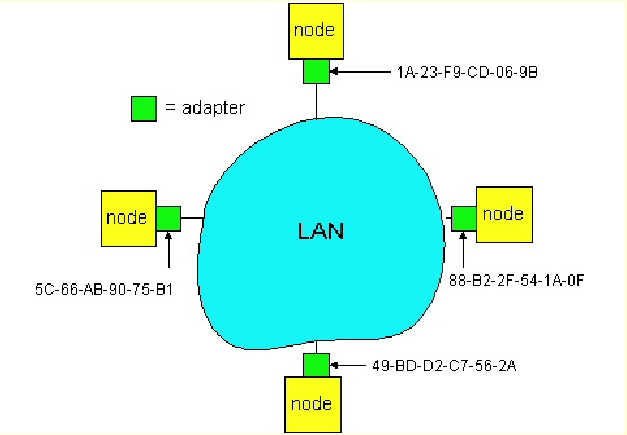 node
1A-23-F9-CD-06-9B
= adapter
node
node
LAN
5C-66-AB-90-75-B1
88-B2-2F-54-1A-0F
49-BD-D2-C7-56-2A
node